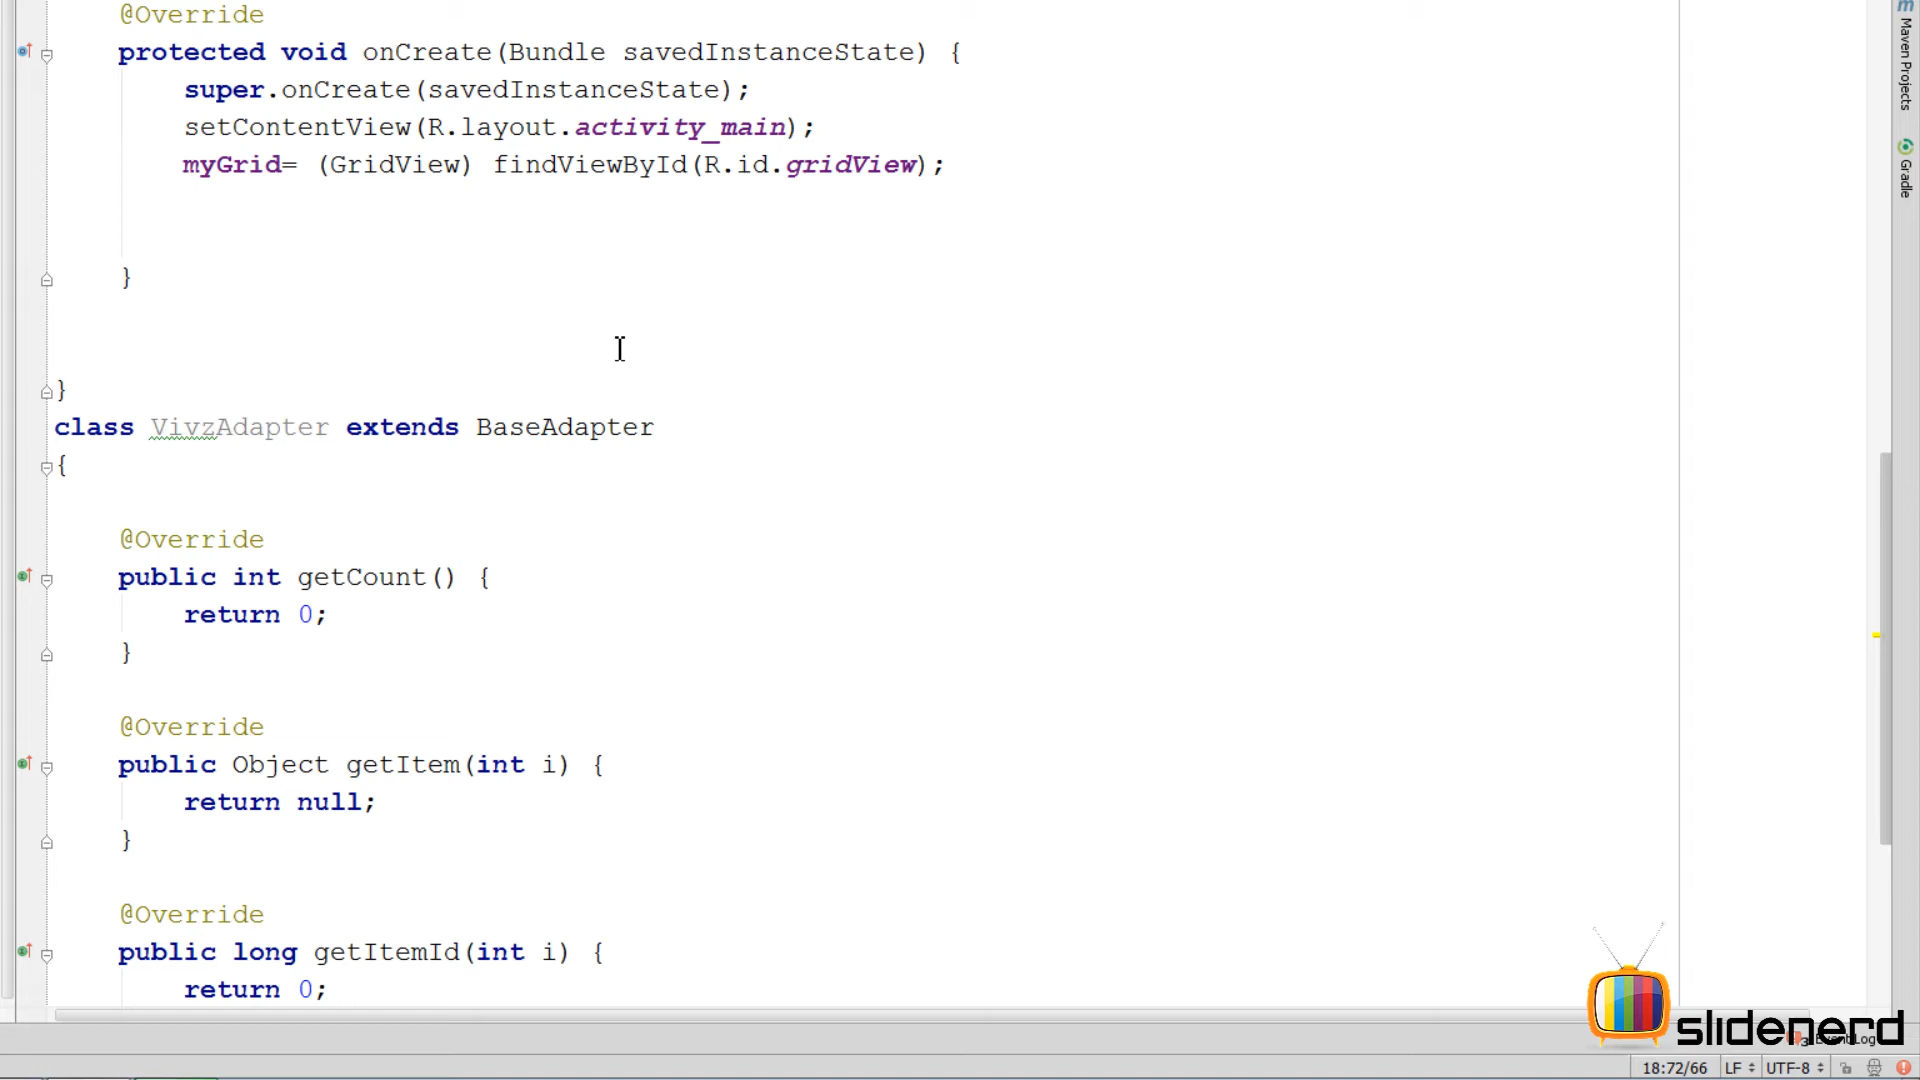 @Override
protected void onCreate(Bundle savedInstanceState) {
super.onCreate(savedInstanceState);
setContentView(R.layout.activity_main);
myGrid= (GridView) findViewById(R.id.gridView);
}
}
class VivzAdapter extends BaseAdapter
{
@Override
public int getCount() {
return 0;
}
@Override
public Object getItem(int i) {
return null;
}
@Override
public long getItemId(int i) {
return 0;
Maven Projects
Gradle
slidenerd
18:72/66 LF UTF-8